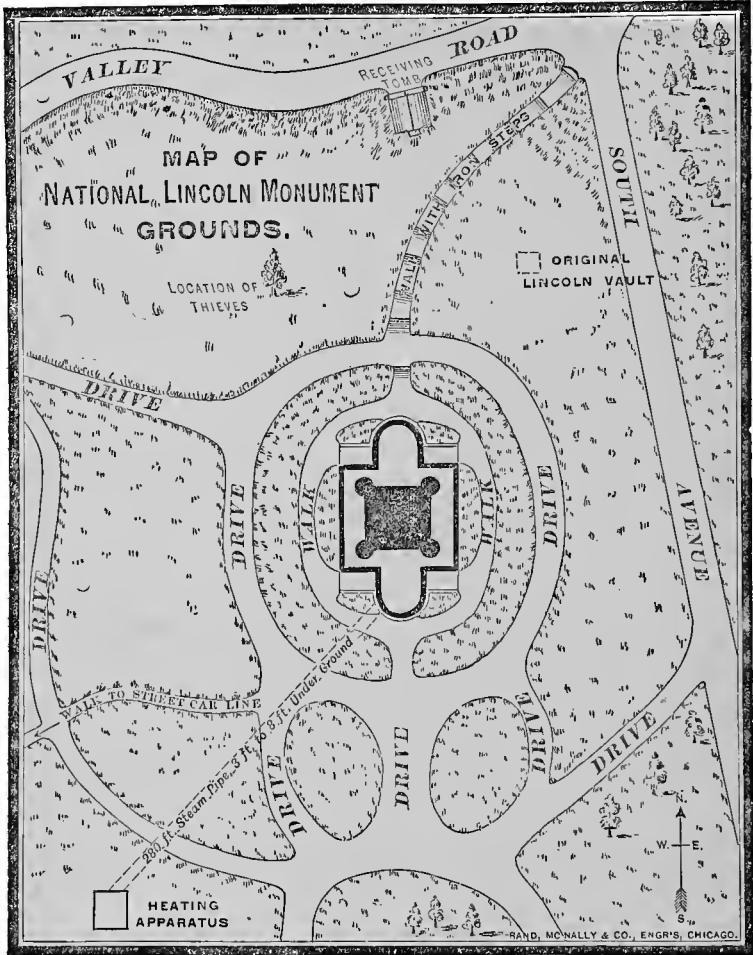 VALLEY ROAD
RECEIVING
TOMB
MAP OF
NATIONAL LINCOLN MONUMENT
GROUNDS.
WALK WITH IRON STEPS
SOUTH AVENUE
ORIGINAL
LINCOLN VAULT
LOCATION OF
THIEVES
DRIVE
DRIVE
WALK
WALK
DRIVE
DRIVE
WALK TO STREET CAR LINE
280 ft. Steam Pipe, 3 ft. to 8 ft. Under Ground
DRIVE
DRIVE
DRIVE
DRIVE
N.
W. E.
S
HEATING
APPARATUS
RAND, MCNALLY & CO., ENGR'S, CHICAGO.